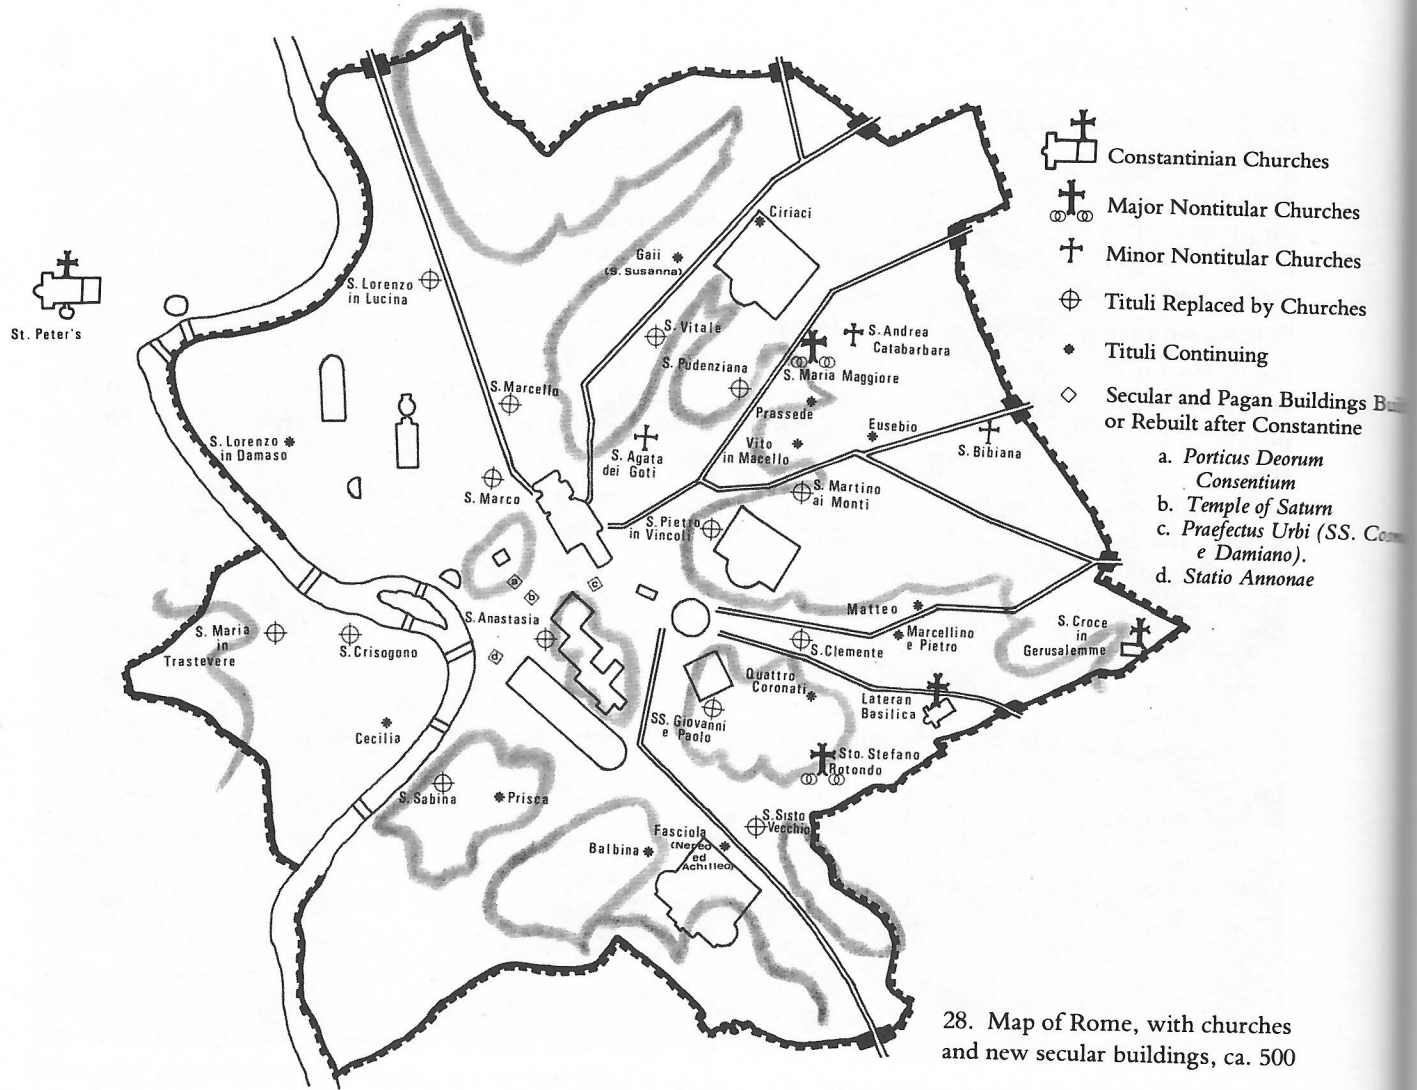 Constantinian Churches
Major Nontitular Churches
Minor Nontitular Churches
Tituli Replaced by Churches
Tituli Continuing
Secular and Pagan Buildings
or Rebuilt after Constantine
a. Porticus Deorum
Consentium
b. Temple of Saturn
c. Praefectus Urbi (SS.
e Damiano).
d. Statio Annonae
Ciriaci
Gaii
(S. Susanna)
S. Lorenzo
in Lucina
St. Peter's
S. Vitale
S. Andrea
Catabarbara
S. Pudenziana
S. Maria Maggiore
S. Marcello
Prassede
Eusebio
S. Lorenzo
in Damaso
S. Agata
dei Goti
Vito
in Macello
S. Bibiana
S. Marco
S. Martino
ai Monti
S. Pietro
in Vincoli
a
b
c
d
S. Anastasia
Matteo
Marcellino
e Pietro
S. Croce
in
Gerusalemme
S. Maria
in
Trastevere
S. Crisogono
S. Clemente
Quattro
Coronati
Lateran
Basilica
SS. Giovanni
e Paolo
Cecilia
Sto. Stefano
Rotondo
S. Sabina
Prisca
S. Sisto
Vecchio
Balbina
Fasciola
(Nereo
ed
Achilleo)
28. Map of Rome, with churches
and new secular buildings, ca. 500